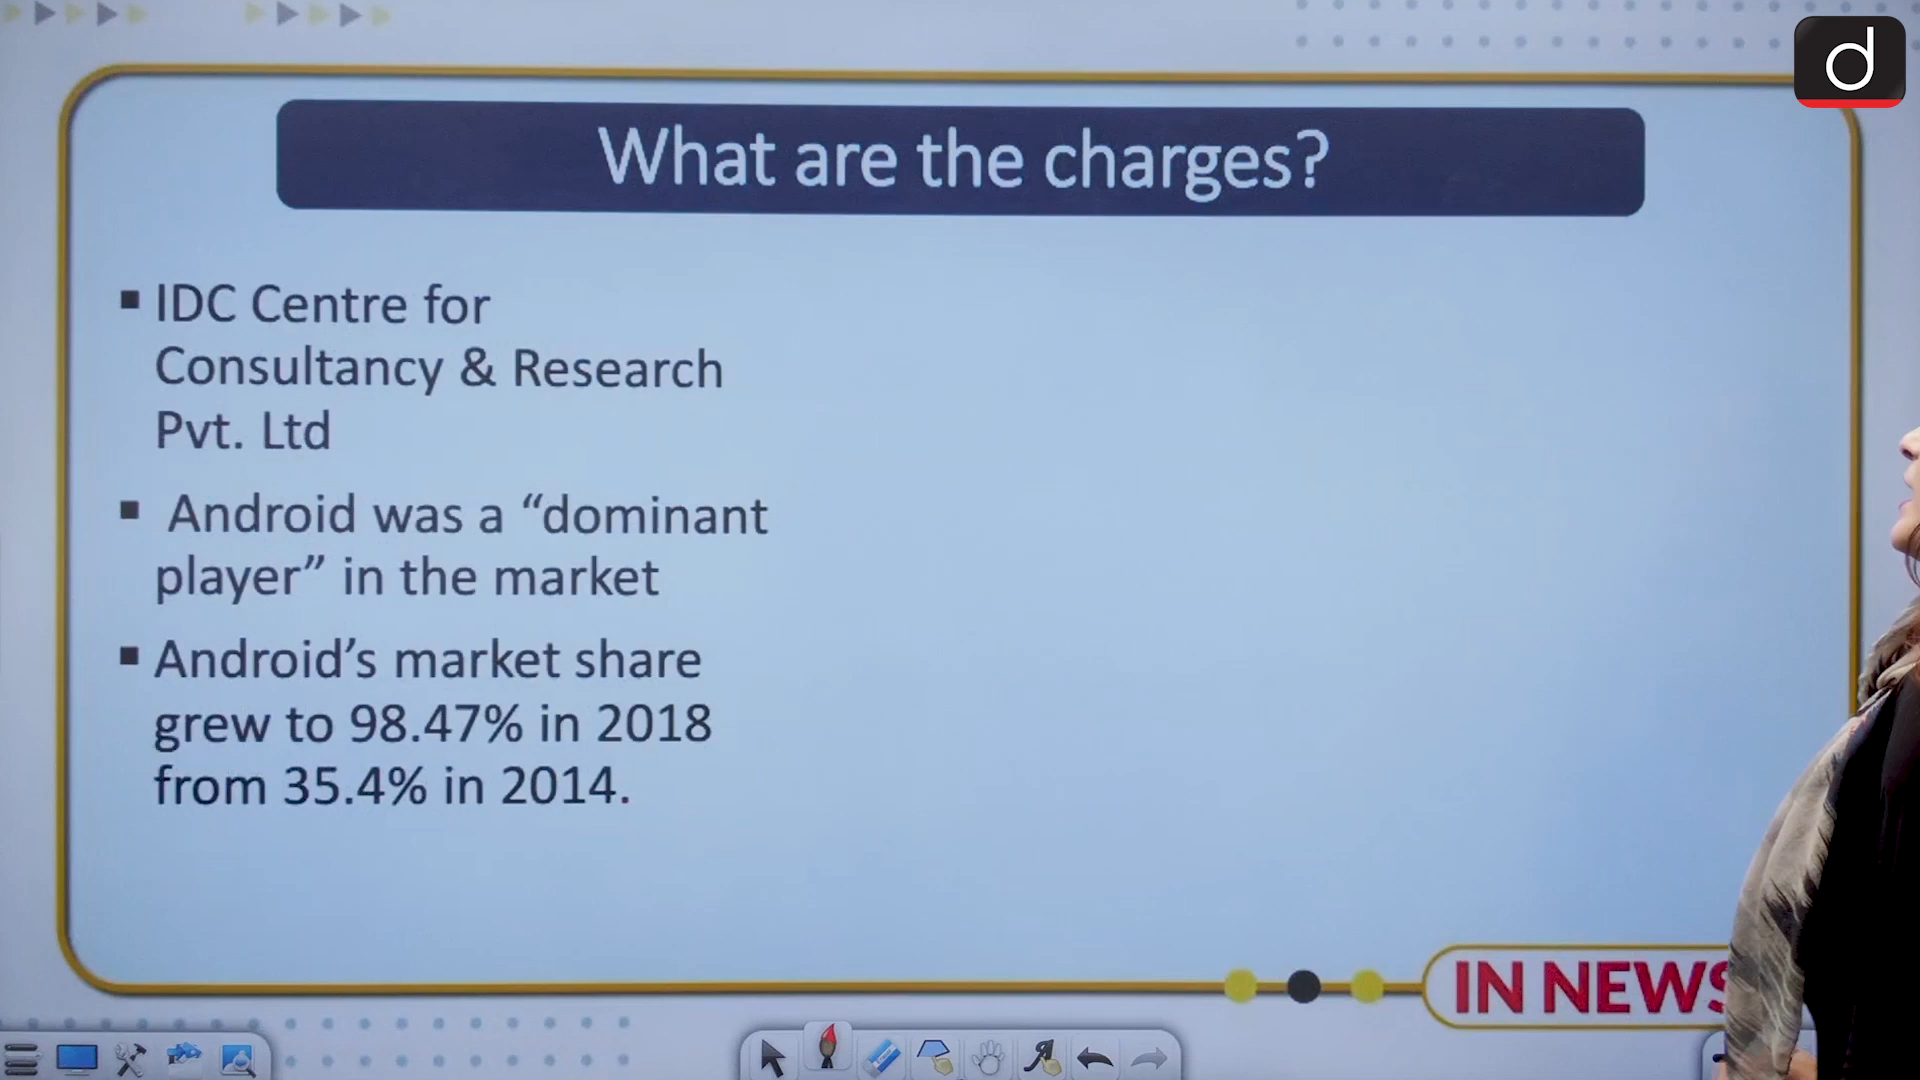 d
What are the charges?
▪ IDC Centre for
Consultancy & Research
Pvt. Ltd
▪ Android was a “dominant
player” in the market
▪ Android’s market share
grew to 98.47% in 2018
from 35.4% in 2014.
IN NEWS